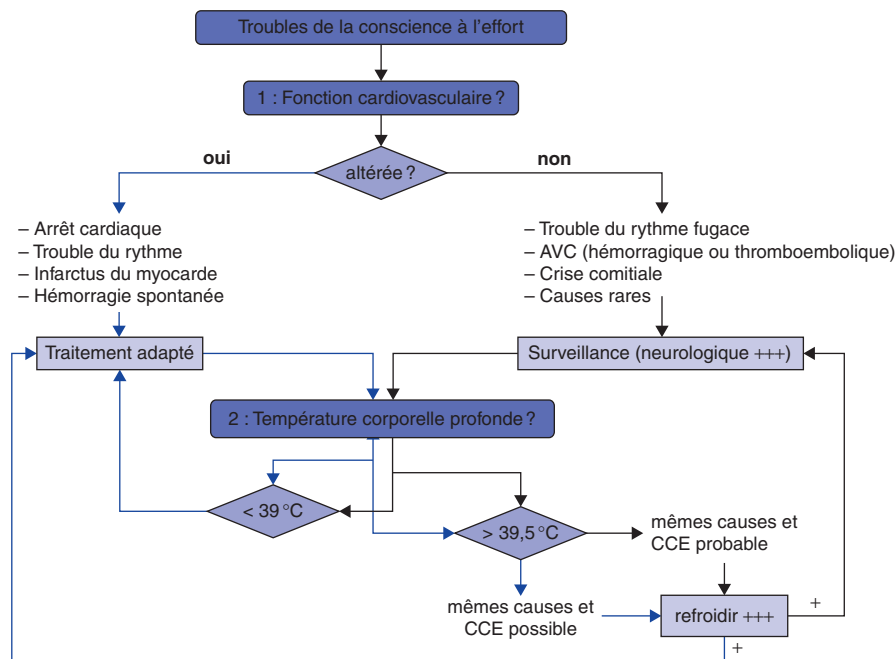 Troubles de la conscience à l'effort
1 : Fonction cardiovasculaire ?
altérée ?
oui
non
– Arrêt cardiaque
– Trouble du rythme
– Infarctus du myocarde
– Hémorragie spontanée
– Trouble du rythme fugace
– AVC (hémorragique ou thromboembolique)
– Crise comitiale
– Causes rares
Traitement adapté
Surveillance (neurologique +++)
2 : Température corporelle profonde ?
< 39 °C
> 39,5 °C
mêmes causes et
CCE probable
mêmes causes et
CCE possible
refroidir +++
+
+